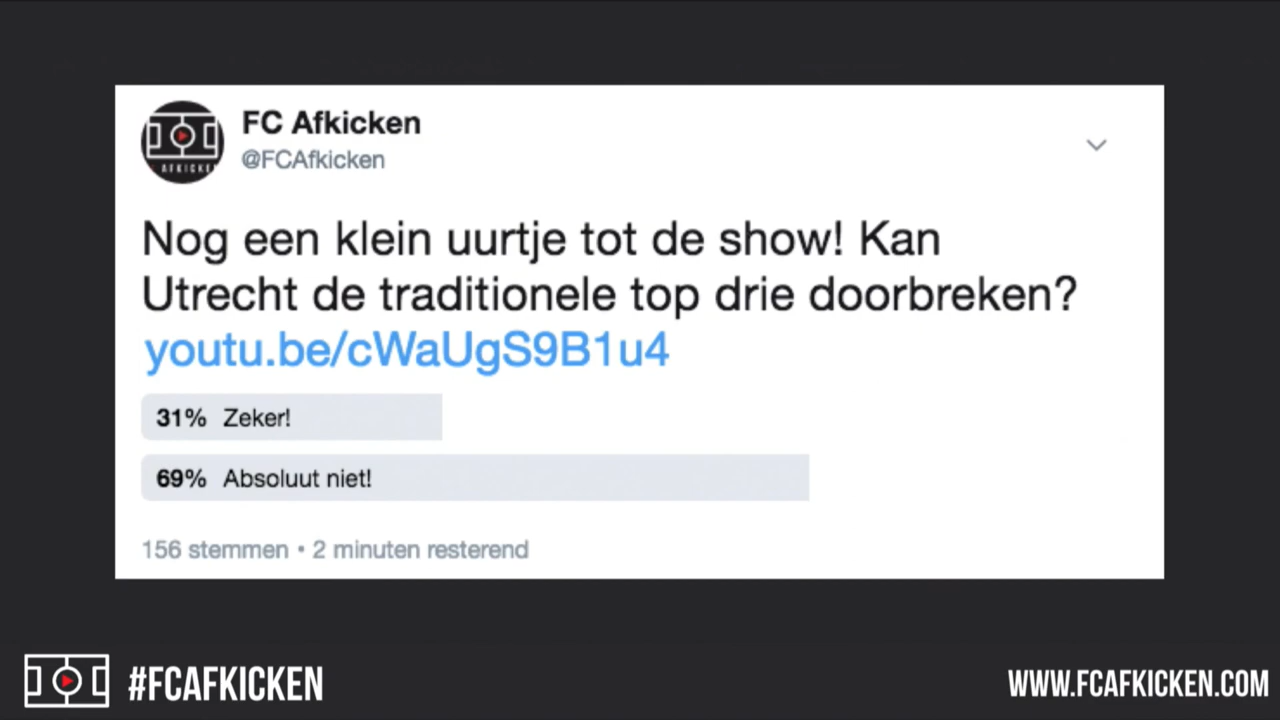 FC Afkicken
@FCAfkicken
AFKICKE
Nog een klein uurtje tot de show! Kan
Utrecht de traditionele top drie doorbreken?
youtu.be/cWaUgS9B1u4
31% Zeker!
69% Absoluut niet!
156 stemmen • 2 minuten resterend
#FCAFKICKEN
WWW.FCAFKICKEN.COM